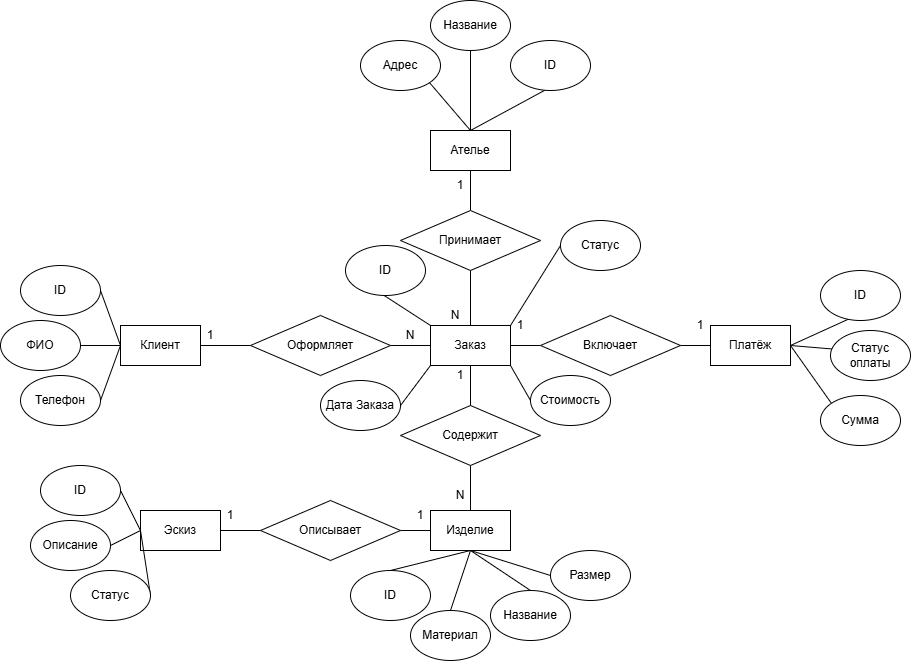 Название
Адрес
ID
Ателье
1
Принимает
Статус
ID
N
ID
ID
1
N
1
1
ФИО
Клиент
Оформляет
Заказ
Включает
Платёж
Статус
оплаты
1
Телефон
Дата Заказа
Стоимость
Сумма
Содержит
ID
N
1
1
Эскиз
Описывает
Изделие
Описание
Размер
Статус
ID
Название
Материал